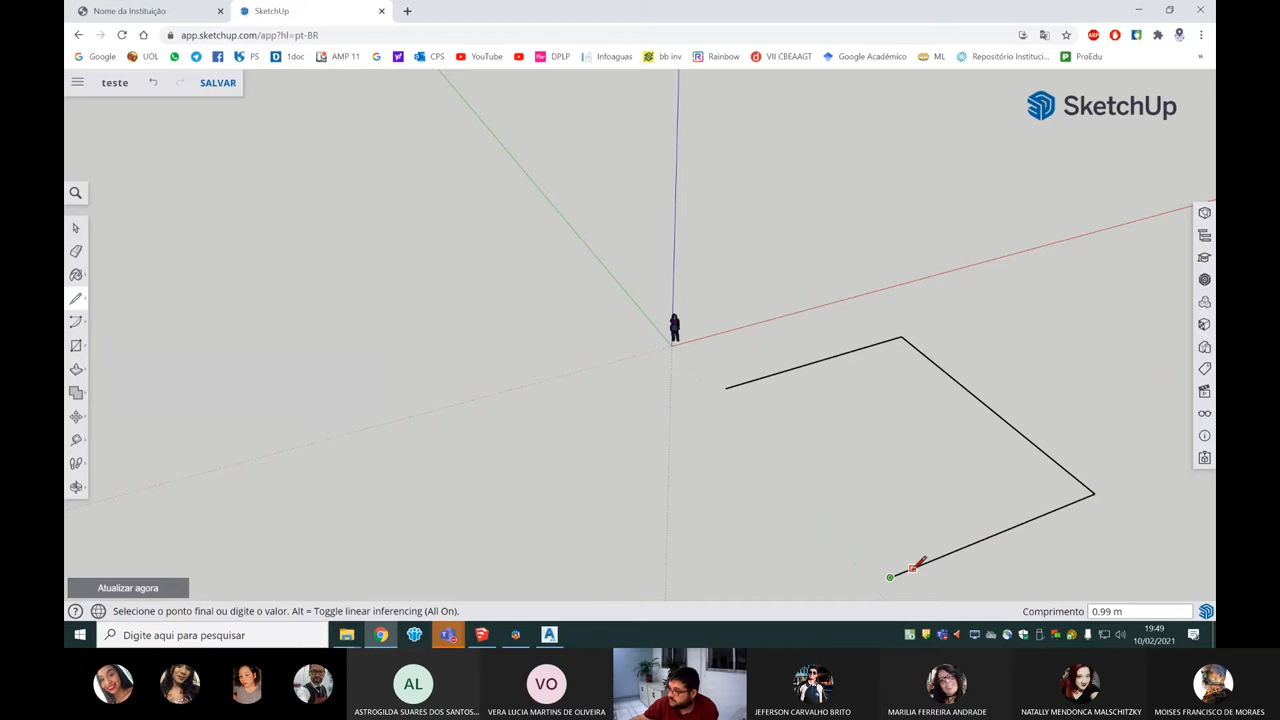 Nome da Instituição
SketchUp
app.sketchup.com/app?hl=pt-BR
Google
UOL
PS
1doc
AMP 11
CPS
YouTube
DPLP
Infoaguas
bb inv
Rainbow
VII CBEAAGT
Google Acadêmico
ML
Repositório Instituci...
ProEdu
»
teste
SALVAR
SketchUp
Atualizar agora
Selecione o ponto final ou digite o valor. Alt = Toggle linear inferencing (All On).
Comprimento 0.99 m
Digite aqui para pesquisar
19:49
10/02/2021
AL
VO
ASTROGILDA SUARES DOS SANTOS...
VERA LUCIA MARTINS DE OLIVEIRA
JEFERSON CARVALHO BRITO
MARILIA FERREIRA ANDRADE
NATALLY MENDONCA MALSCHITZKY
MOISES FRANCISCO DE MORAES